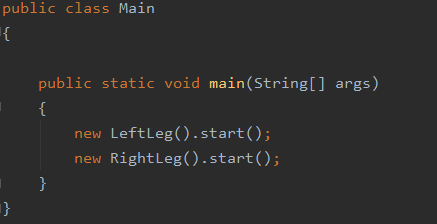 public class Main
{
public static void main(String[] args)
{
new LeftLeg().start();
new RightLeg().start();
}
}